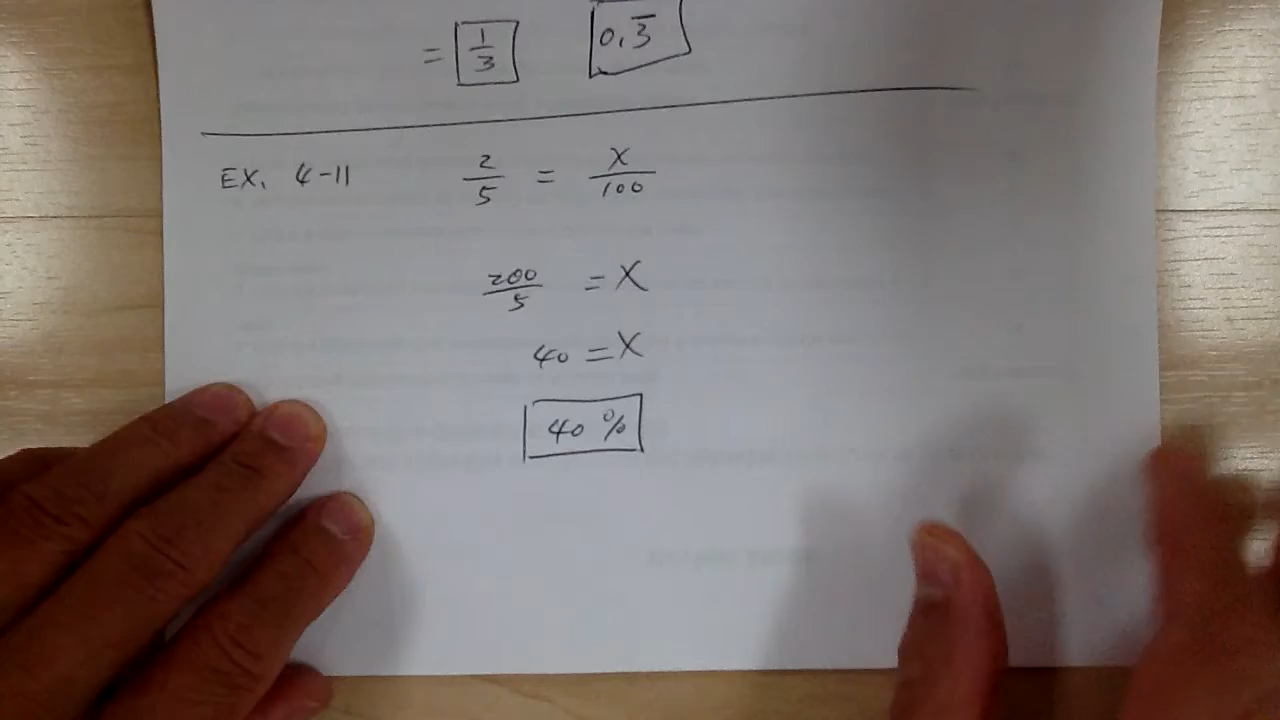 = 1/3 0.3̅
EX. 4-11 2/5 = X/100
200/5 = X
40 = X
40 %